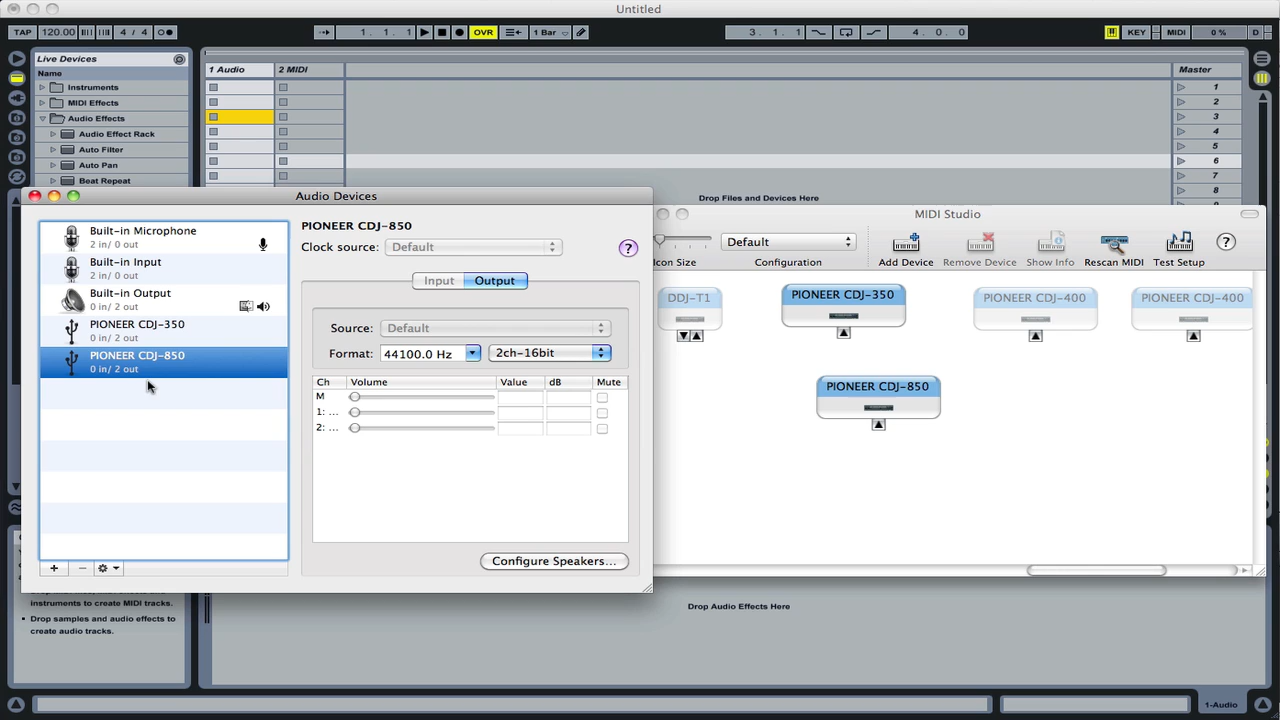 Untitled
TAP 120.00 4 / 4 1. 1. 1 OVR 1 Bar 3. 1. 1 4. 0. 0 KEY MIDI 0 % D
Live Devices
Name
Instruments
MIDI Effects
Audio Effects
Audio Effect Rack
Auto Filter
Auto Pan
Beat Repeat
1 Audio 2 MIDI Master
1
2
3
4
5
6
7
8
Drop Files and Devices Here
Audio Devices
Built-in Microphone
2 in/ 0 out
Built-in Input
2 in/ 0 out
Built-in Output
0 in/ 2 out
PIONEER CDJ-350
0 in/ 2 out
PIONEER CDJ-850
0 in/ 2 out
PIONEER CDJ-850
Clock source: Default ?
Input Output
Source: Default
Format: 44100.0 Hz 2ch-16bit
Ch Volume Value dB Mute
M
1: ...
2: ...
Configure Speakers...
MIDI Studio
Icon Size
Default
Configuration
Add Device
Remove Device
Show Info
Rescan MIDI
Test Setup
?
DDJ-T1
PIONEER CDJ-350
PIONEER CDJ-400
PIONEER CDJ-400
PIONEER CDJ-850
instruments to create MIDI tracks.
Drop samples and audio effects to
create audio tracks.
Drop Audio Effects Here
1-Audio